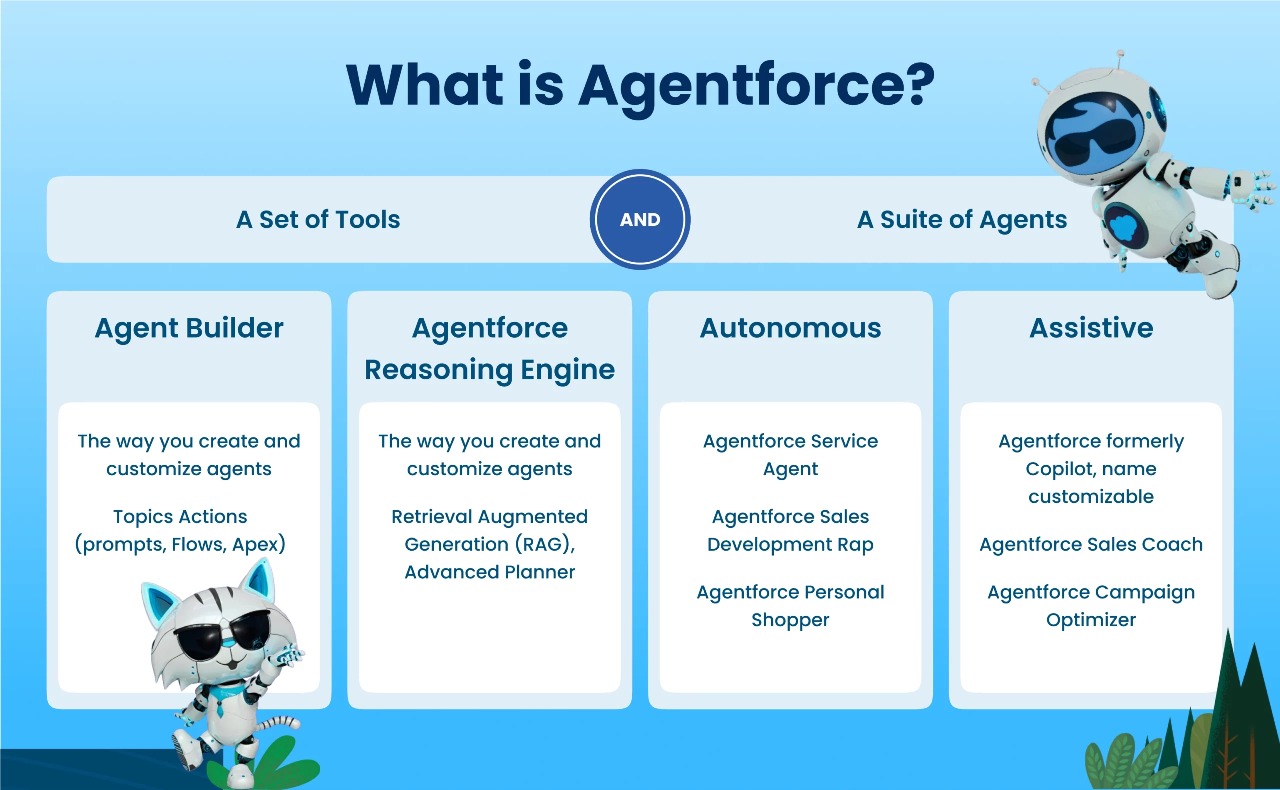 What is Agentforce?
A Set of Tools
AND
A Suite of Agents
Agent Builder
The way you create and
customize agents
Topics Actions
(prompts, Flows, Apex)
Agentforce
Reasoning Engine
The way you create and
customize agents
Retrieval Augmented
Generation (RAG),
Advanced Planner
Autonomous
Agentforce Service
Agent
Agentforce Sales
Development Rap
Agentforce Personal
Shopper
Assistive
Agentforce formerly
Copilot, name
customizable
Agentforce Sales Coach
Agentforce Campaign
Optimizer